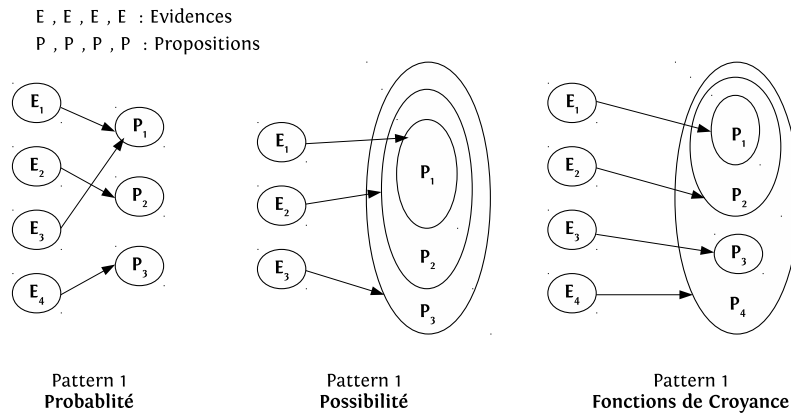 E , E , E , E : Evidences
P , P , P , P : Propositions
E1
E2
E3
E4
P1
P2
P3
E1
E2
E3
P1
P2
P3
E1
E2
E3
E4
P1
P2
P3
P4
Pattern 1
Probablité
Pattern 1
Possibilité
Pattern 1
Fonctions de Croyance